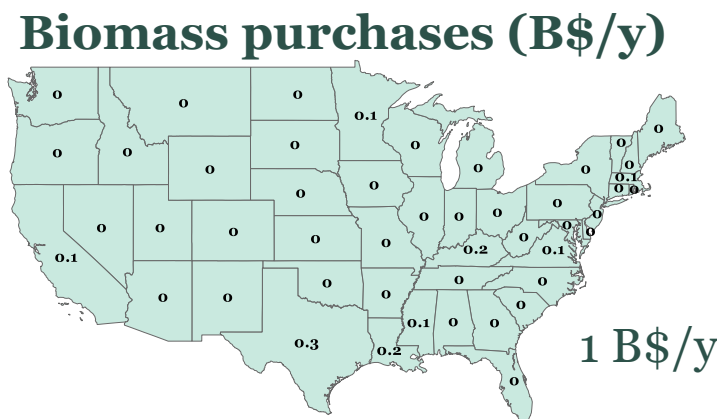 Biomass purchases (B$/y)
0 0 0 0.1 0 0 0
0 0 0 0 0 0 0
0 0 0 0.1
0 0 0
0 0 0 0 0 0 0 0
0 0 0 0 0 0.2 0 0.1 0
0.1
0 0 0 0 0 0
0.1 0 0 0
0.3 0.2
0
1 B$/y